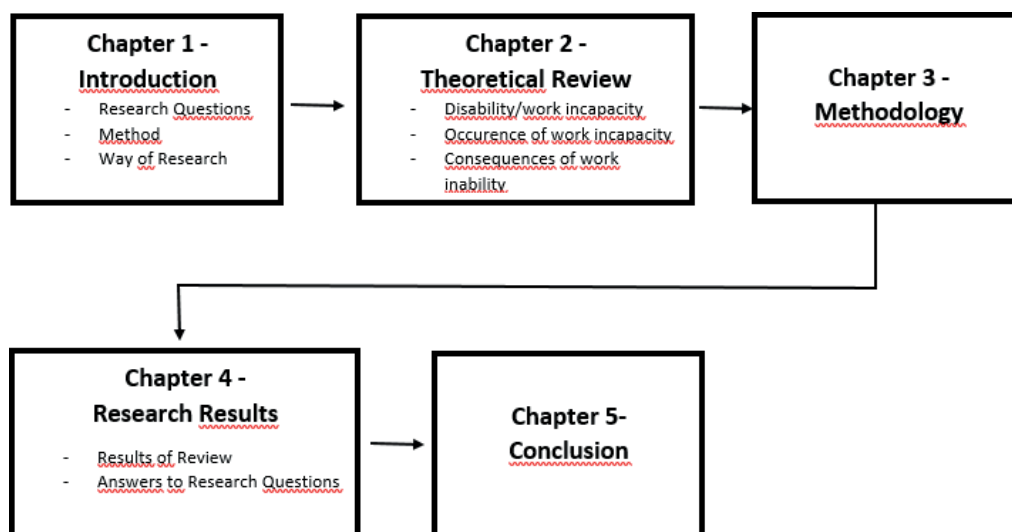 Chapter 1 -
Introduction
- Research Questions
- Method
- Way of Research
Chapter 2 -
Theoretical Review
- Disability/work incapacity
- Occurence of work incapacity
- Consequences of work
inability
Chapter 3 -
Methodology
Chapter 4 -
Research Results
- Results of Review
- Answers to Research Questions
Chapter 5-
Conclusion